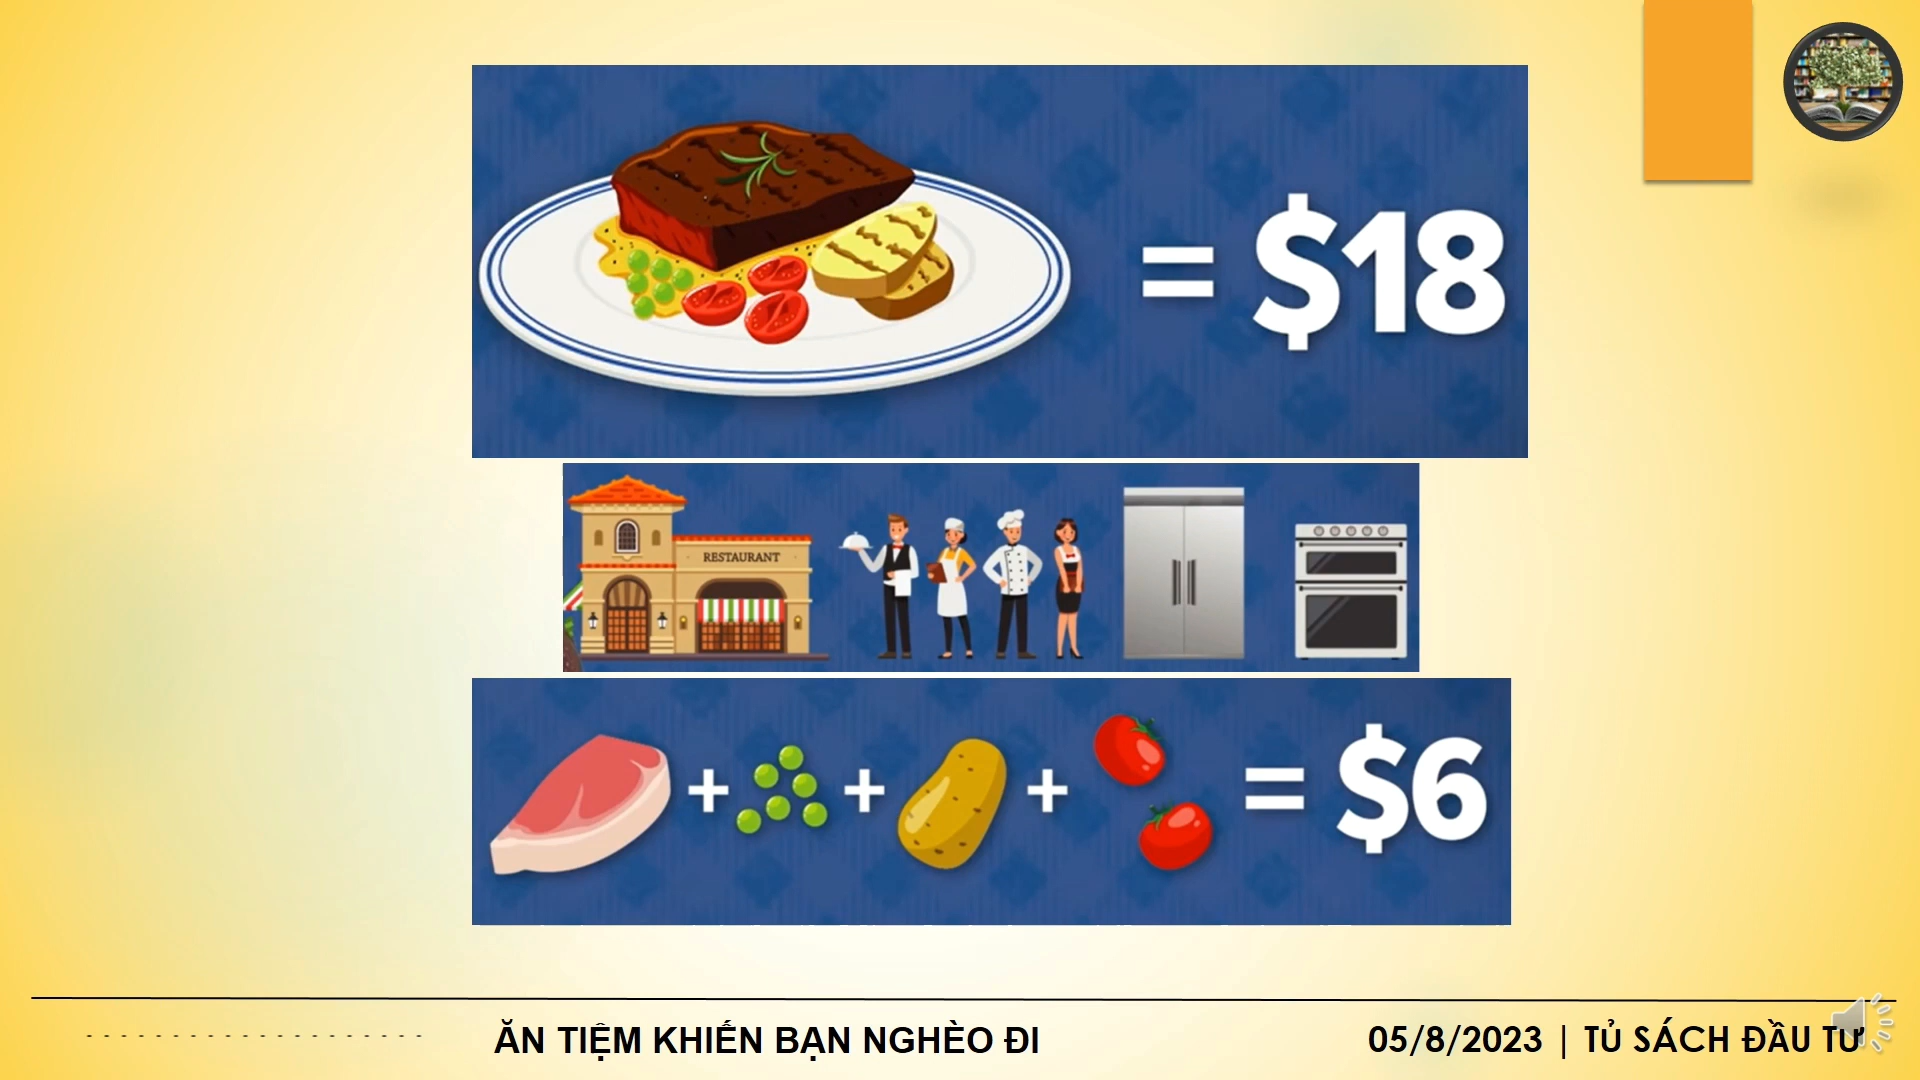 = $18
RESTAURANT
+ + + = $6
ĂN TIỆM KHIẾN BẠN NGHÈO ĐI
05/8/2023 | TỦ SÁCH ĐẦU TƯ